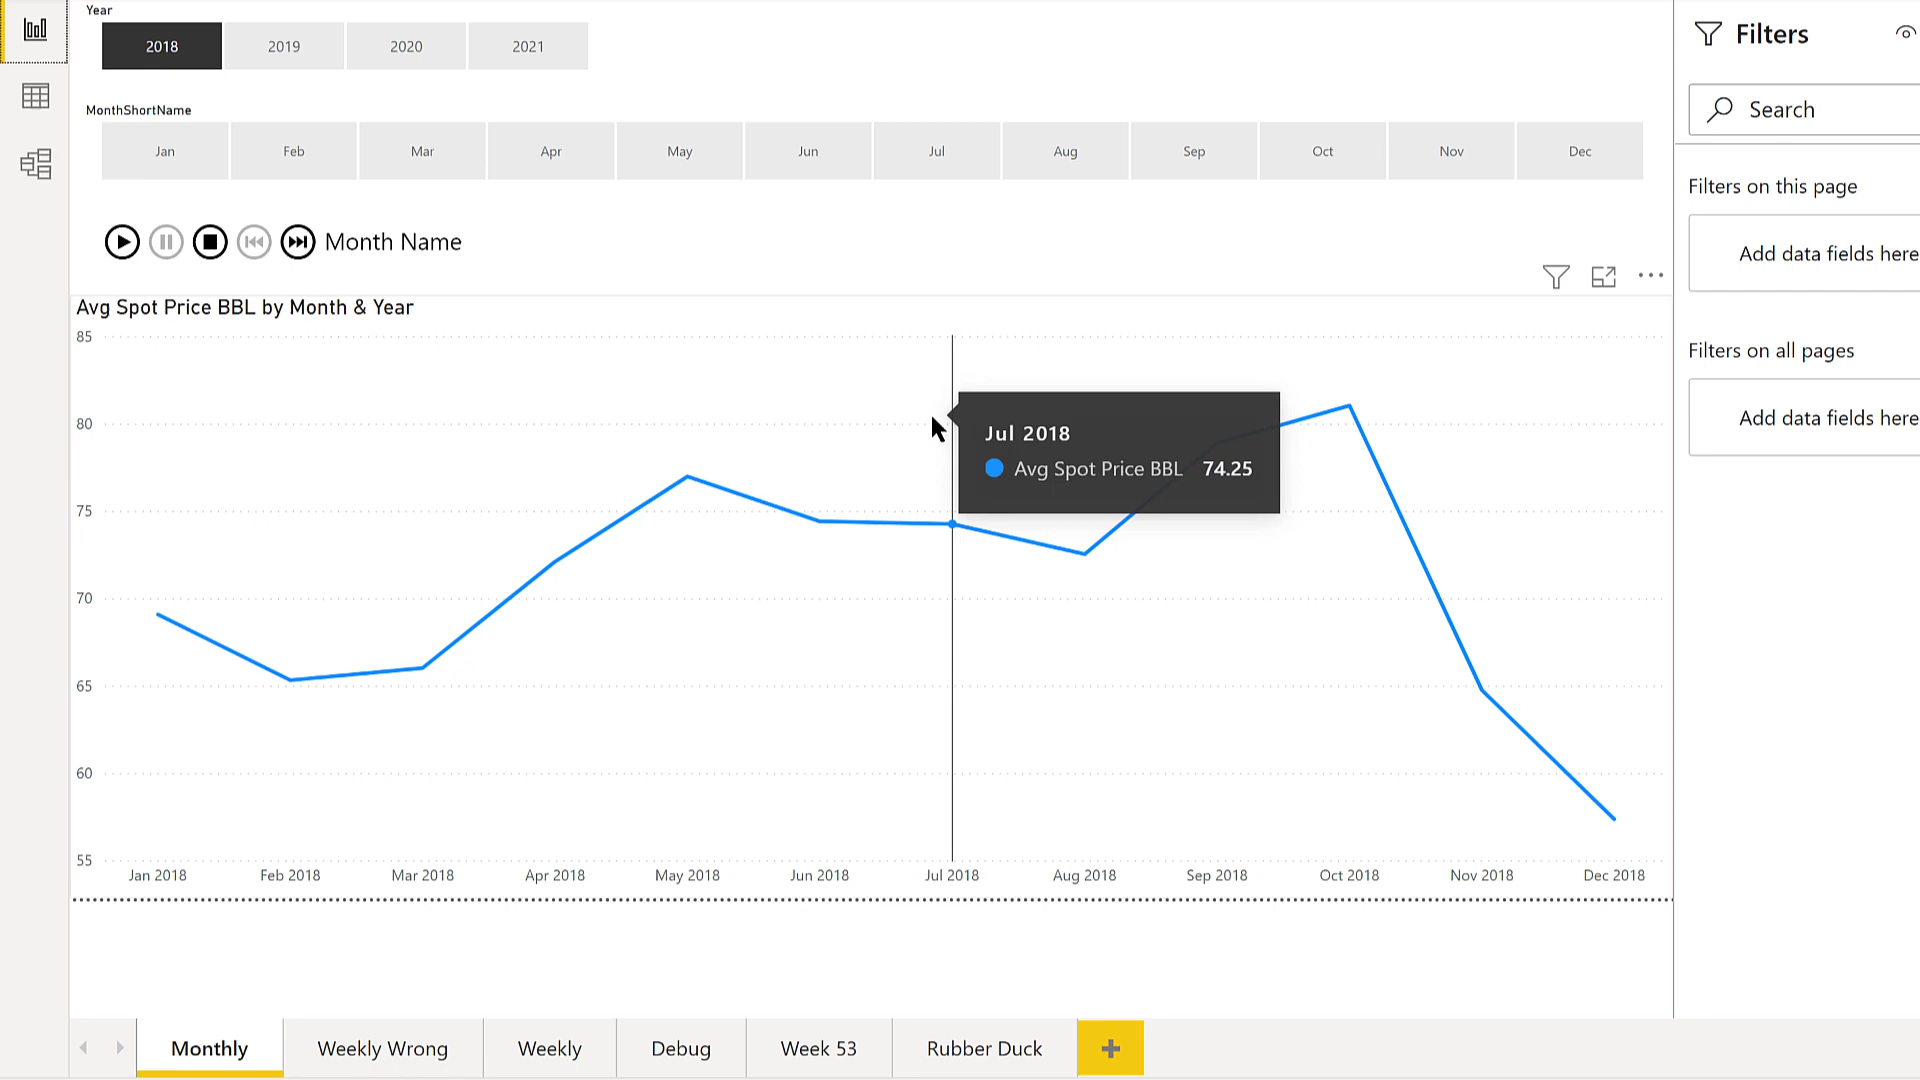 Year
2018 2019 2020 2021
MonthShortName
Jan Feb Mar Apr May Jun Jul Aug Sep Oct Nov Dec
Month Name
Avg Spot Price BBL by Month & Year
85
80
75
70
65
60
55
Jul 2018
Avg Spot Price BBL 74.25
Jan 2018 Feb 2018 Mar 2018 Apr 2018 May 2018 Jun 2018 Jul 2018 Aug 2018 Sep 2018 Oct 2018 Nov 2018 Dec 2018
Monthly Weekly Wrong Weekly Debug Week 53 Rubber Duck
Filters
Search
Filters on this page
Add data fields here
Filters on all pages
Add data fields here